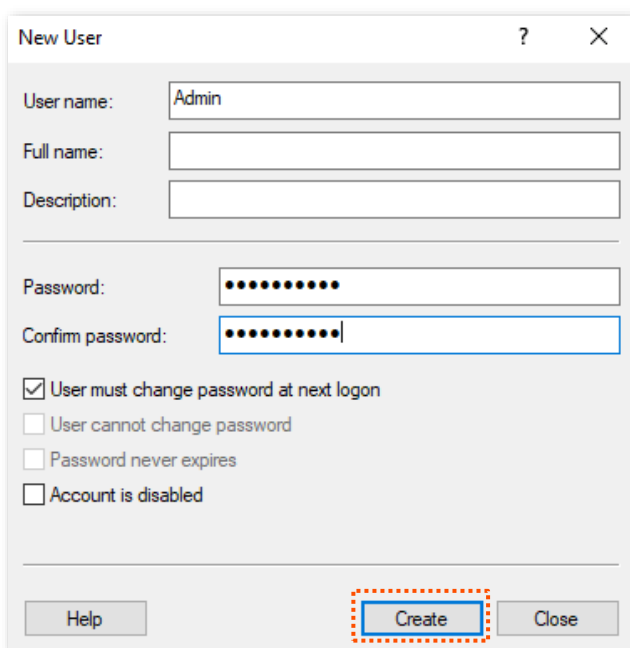 New User ?
User name: Admin
Full name:
Description:
Password: ••••••••••
Confirm password: ••••••••••
User must change password at next logon
User cannot change password
Password never expires
Account is disabled
Help Create Close